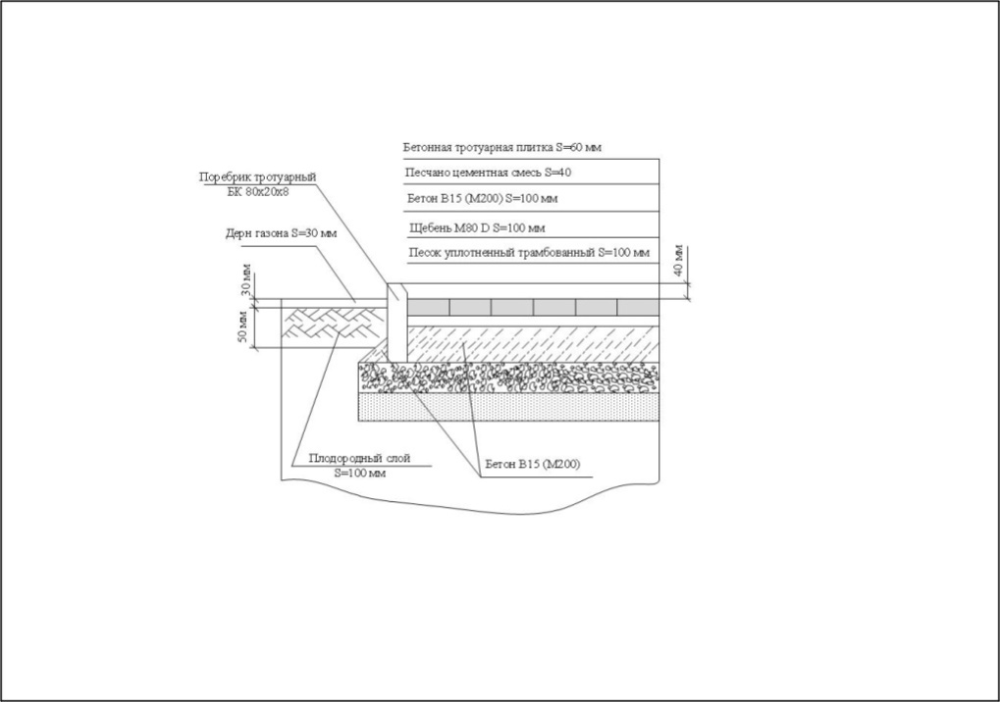 Бетонная тротуарная плитка S=60 мм
Песчано цементная смесь S=40
Бетон В15 (М200) S=100 мм
Щебень М80 D S=100 мм
Песок уплотненный трамбованный S=100 мм
Поребрик тротуарный
БК 80х20х8
Дерн газона S=30 мм
30 мм
50 мм
40 мм
Плодородный слой
S=100 мм
Бетон В15 (М200)